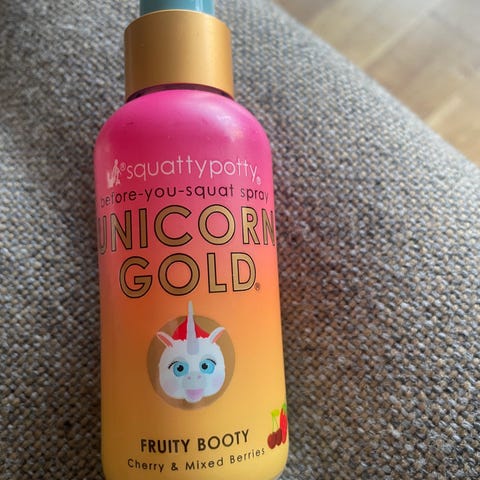 ®squattypotty®
before-you-squat spray
UNICORN
GOLD®
FRUITY BOOTY
Cherry & Mixed Berries